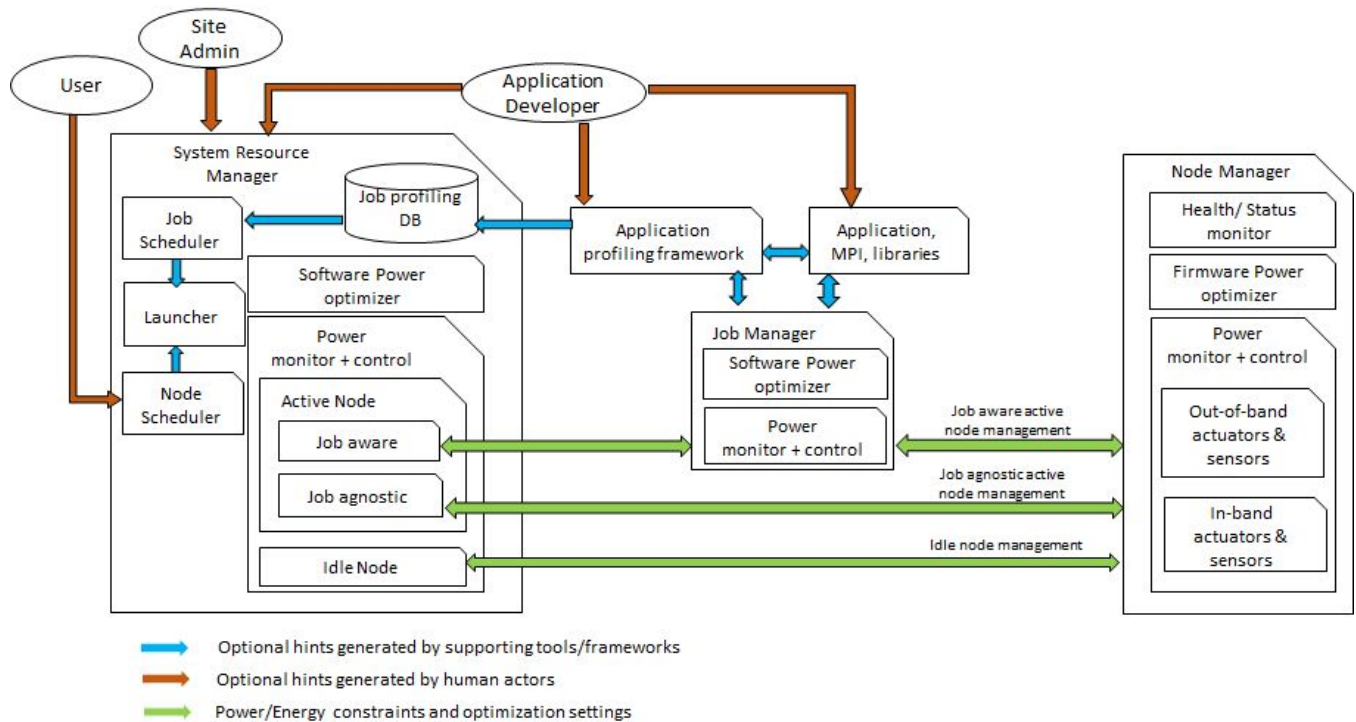 Site
Admin
User
Application
Developer
System Resource
Manager
Job profiling
DB
Job
Scheduler
Software Power
optimizer
Launcher
Power
monitor + control
Node
Scheduler
Active Node
Job aware
Job agnostic
Idle Node
Application
profiling framework
Application,
MPI, libraries
Job Manager
Software Power
optimizer
Power
monitor + control
Job aware active
node management
Job agnostic active
node management
Idle node management
Node Manager
Health/ Status
monitor
Firmware Power
optimizer
Power
monitor + control
Out-of-band
actuators &
sensors
In-band
actuators &
sensors
Optional hints generated by supporting tools/frameworks
Optional hints generated by human actors
Power/Energy constraints and optimization settings